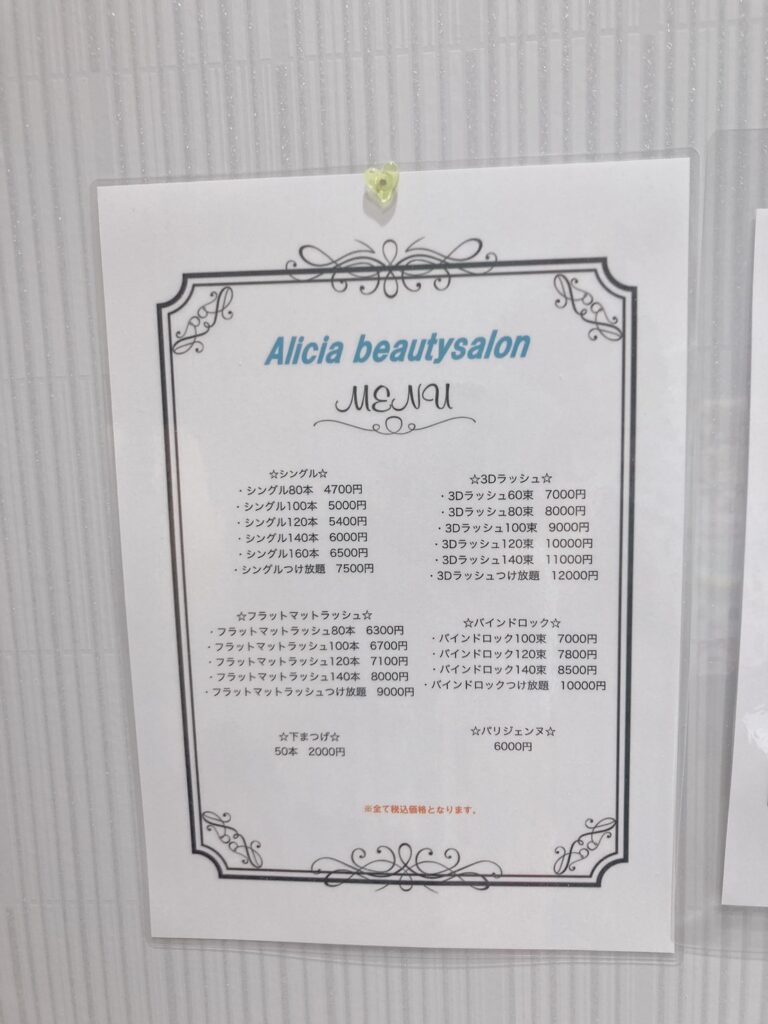 Alicia beautysalon
MENU
☆シングル☆
・シングル80本　4700円
・シングル100本　5000円
・シングル120本　5400円
・シングル140本　6000円
・シングル160本　6500円
・シングルつけ放題　7500円
☆3Dラッシュ☆
・3Dラッシュ60束　7000円
・3Dラッシュ80束　8000円
・3Dラッシュ100束　9000円
・3Dラッシュ120束　10000円
・3Dラッシュ140束　11000円
・3Dラッシュつけ放題　12000円
☆フラットマットラッシュ☆
・フラットマットラッシュ80本　6300円
・フラットマットラッシュ100本　6700円
・フラットマットラッシュ120本　7100円
・フラットマットラッシュ140本　8000円
・フラットマットラッシュつけ放題　9000円
☆バインドロック☆
・バインドロック100束　7000円
・バインドロック120束　7800円
・バインドロック140束　8500円
・バインドロックつけ放題　10000円
☆下まつげ☆
50本　2000円
☆パリジェンヌ☆
6000円
※全て税込価格となります。